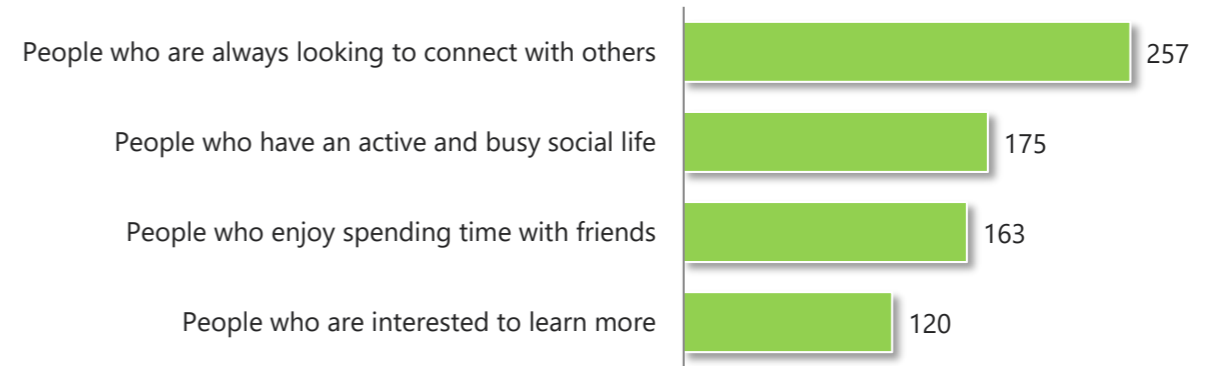 People who are always looking to connect with others 257
People who have an active and busy social life 175
People who enjoy spending time with friends 163
People who are interested to learn more 120